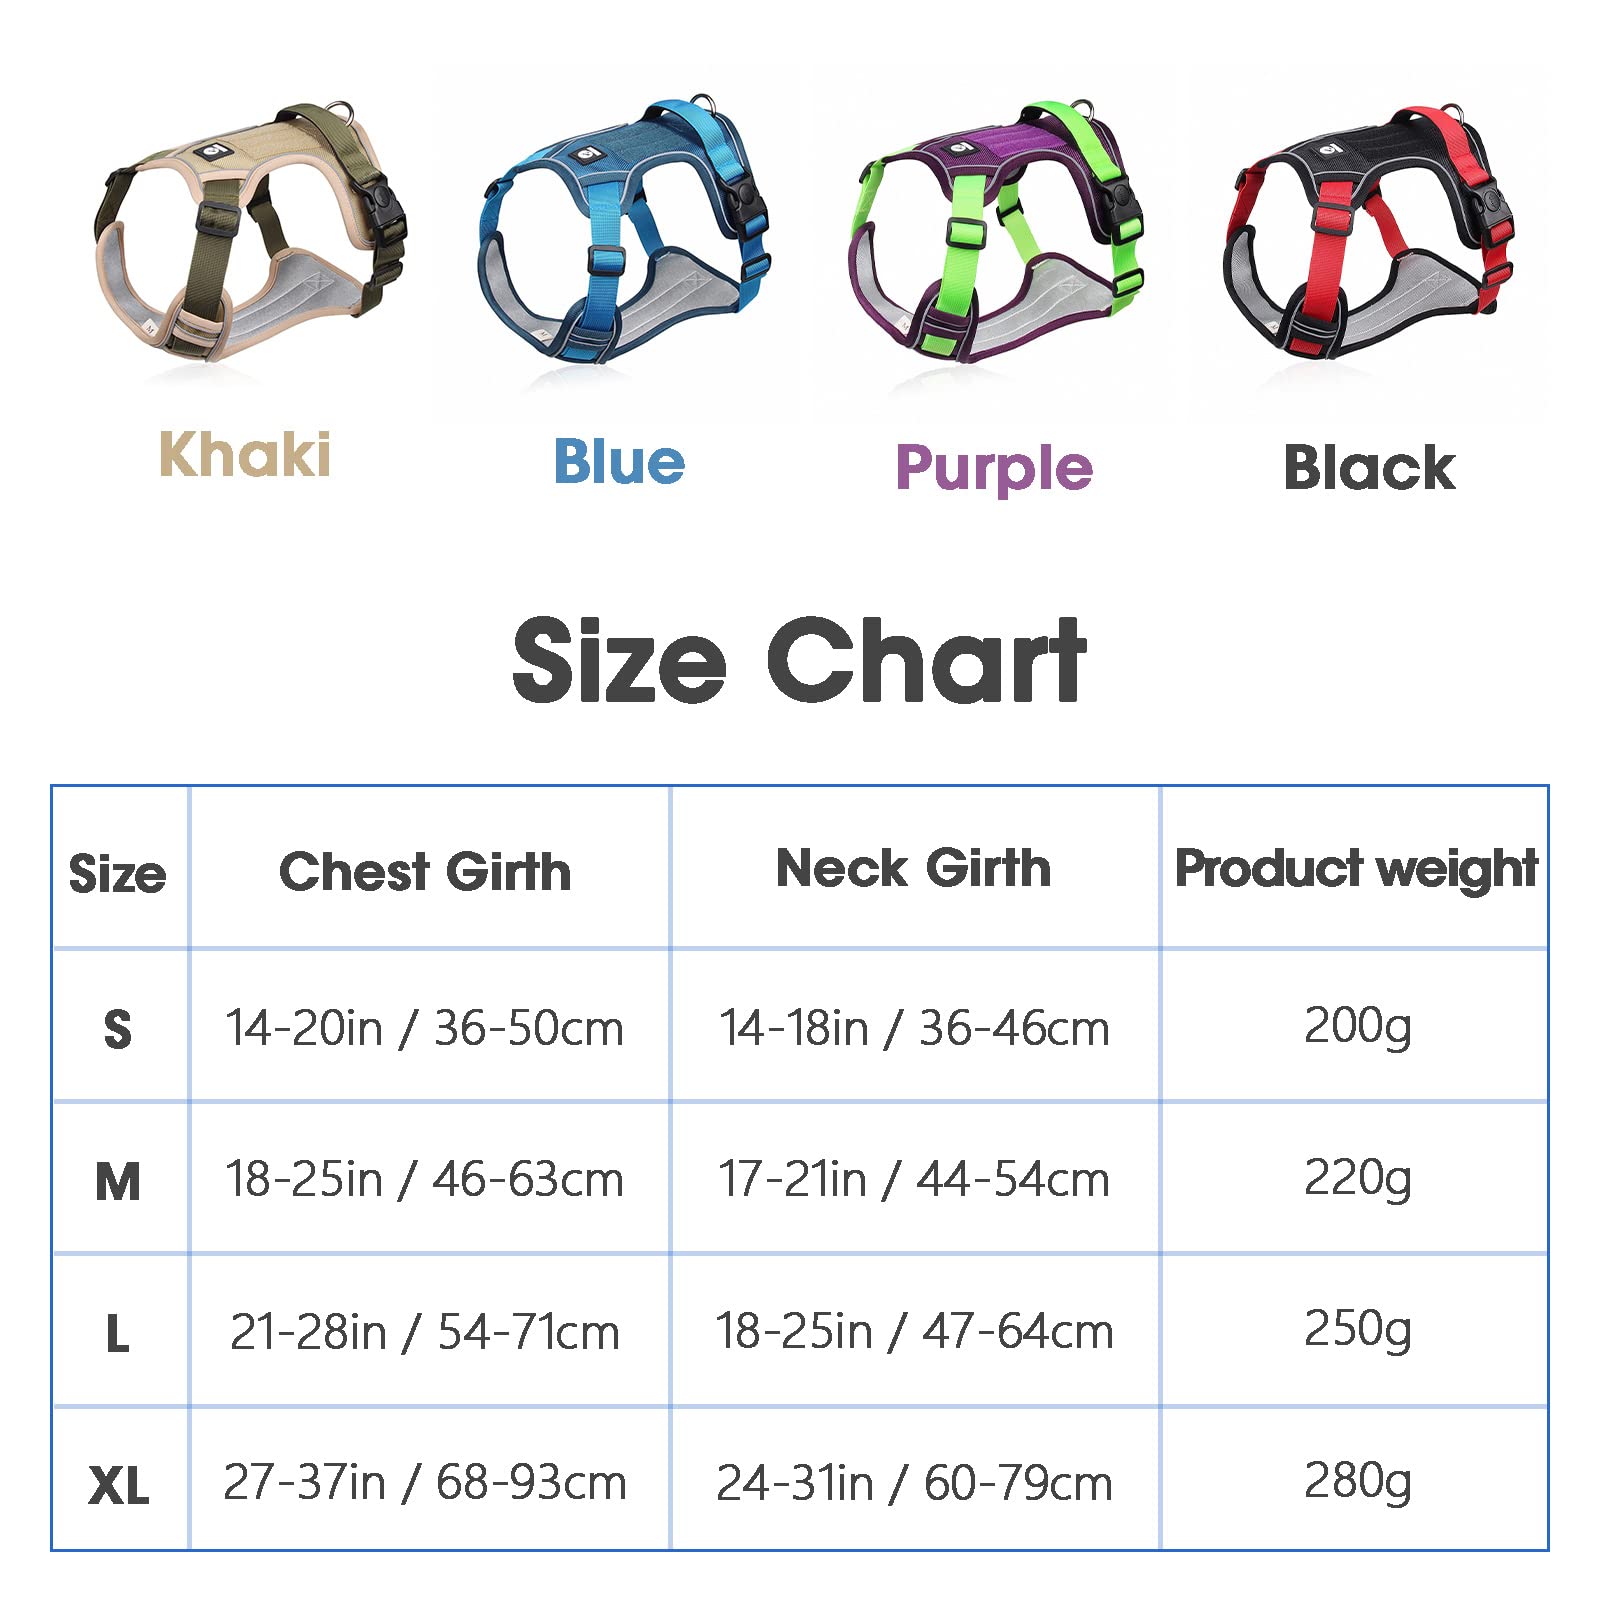 Khaki Blue Purple Black
Size Chart
Size Chest Girth Neck Girth Product weight
S 14-20in / 36-50cm 14-18in / 36-46cm 200g
M 18-25in / 46-63cm 17-21in / 44-54cm 220g
L 21-28in / 54-71cm 18-25in / 47-64cm 250g
XL 27-37in / 68-93cm 24-31in / 60-79cm 280g